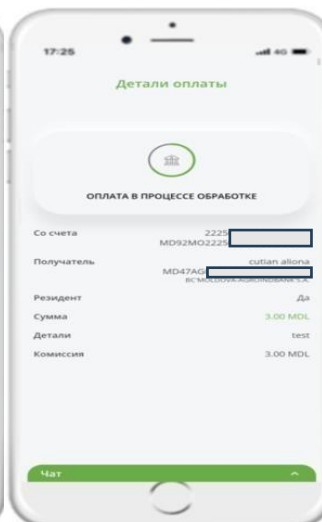 17:25
4G
Детали оплаты
ОПЛАТА В ПРОЦЕССЕ ОБРАБОТКЕ
Со счета 2225
MD92MO2225
Получатель cutian aliona
MD47AG
BC'MOLDOVA-AGROINDBANK'S.A.
Резидент Да
Сумма 3.00 MDL
Детали test
Комиссия 3.00 MDL
Чат